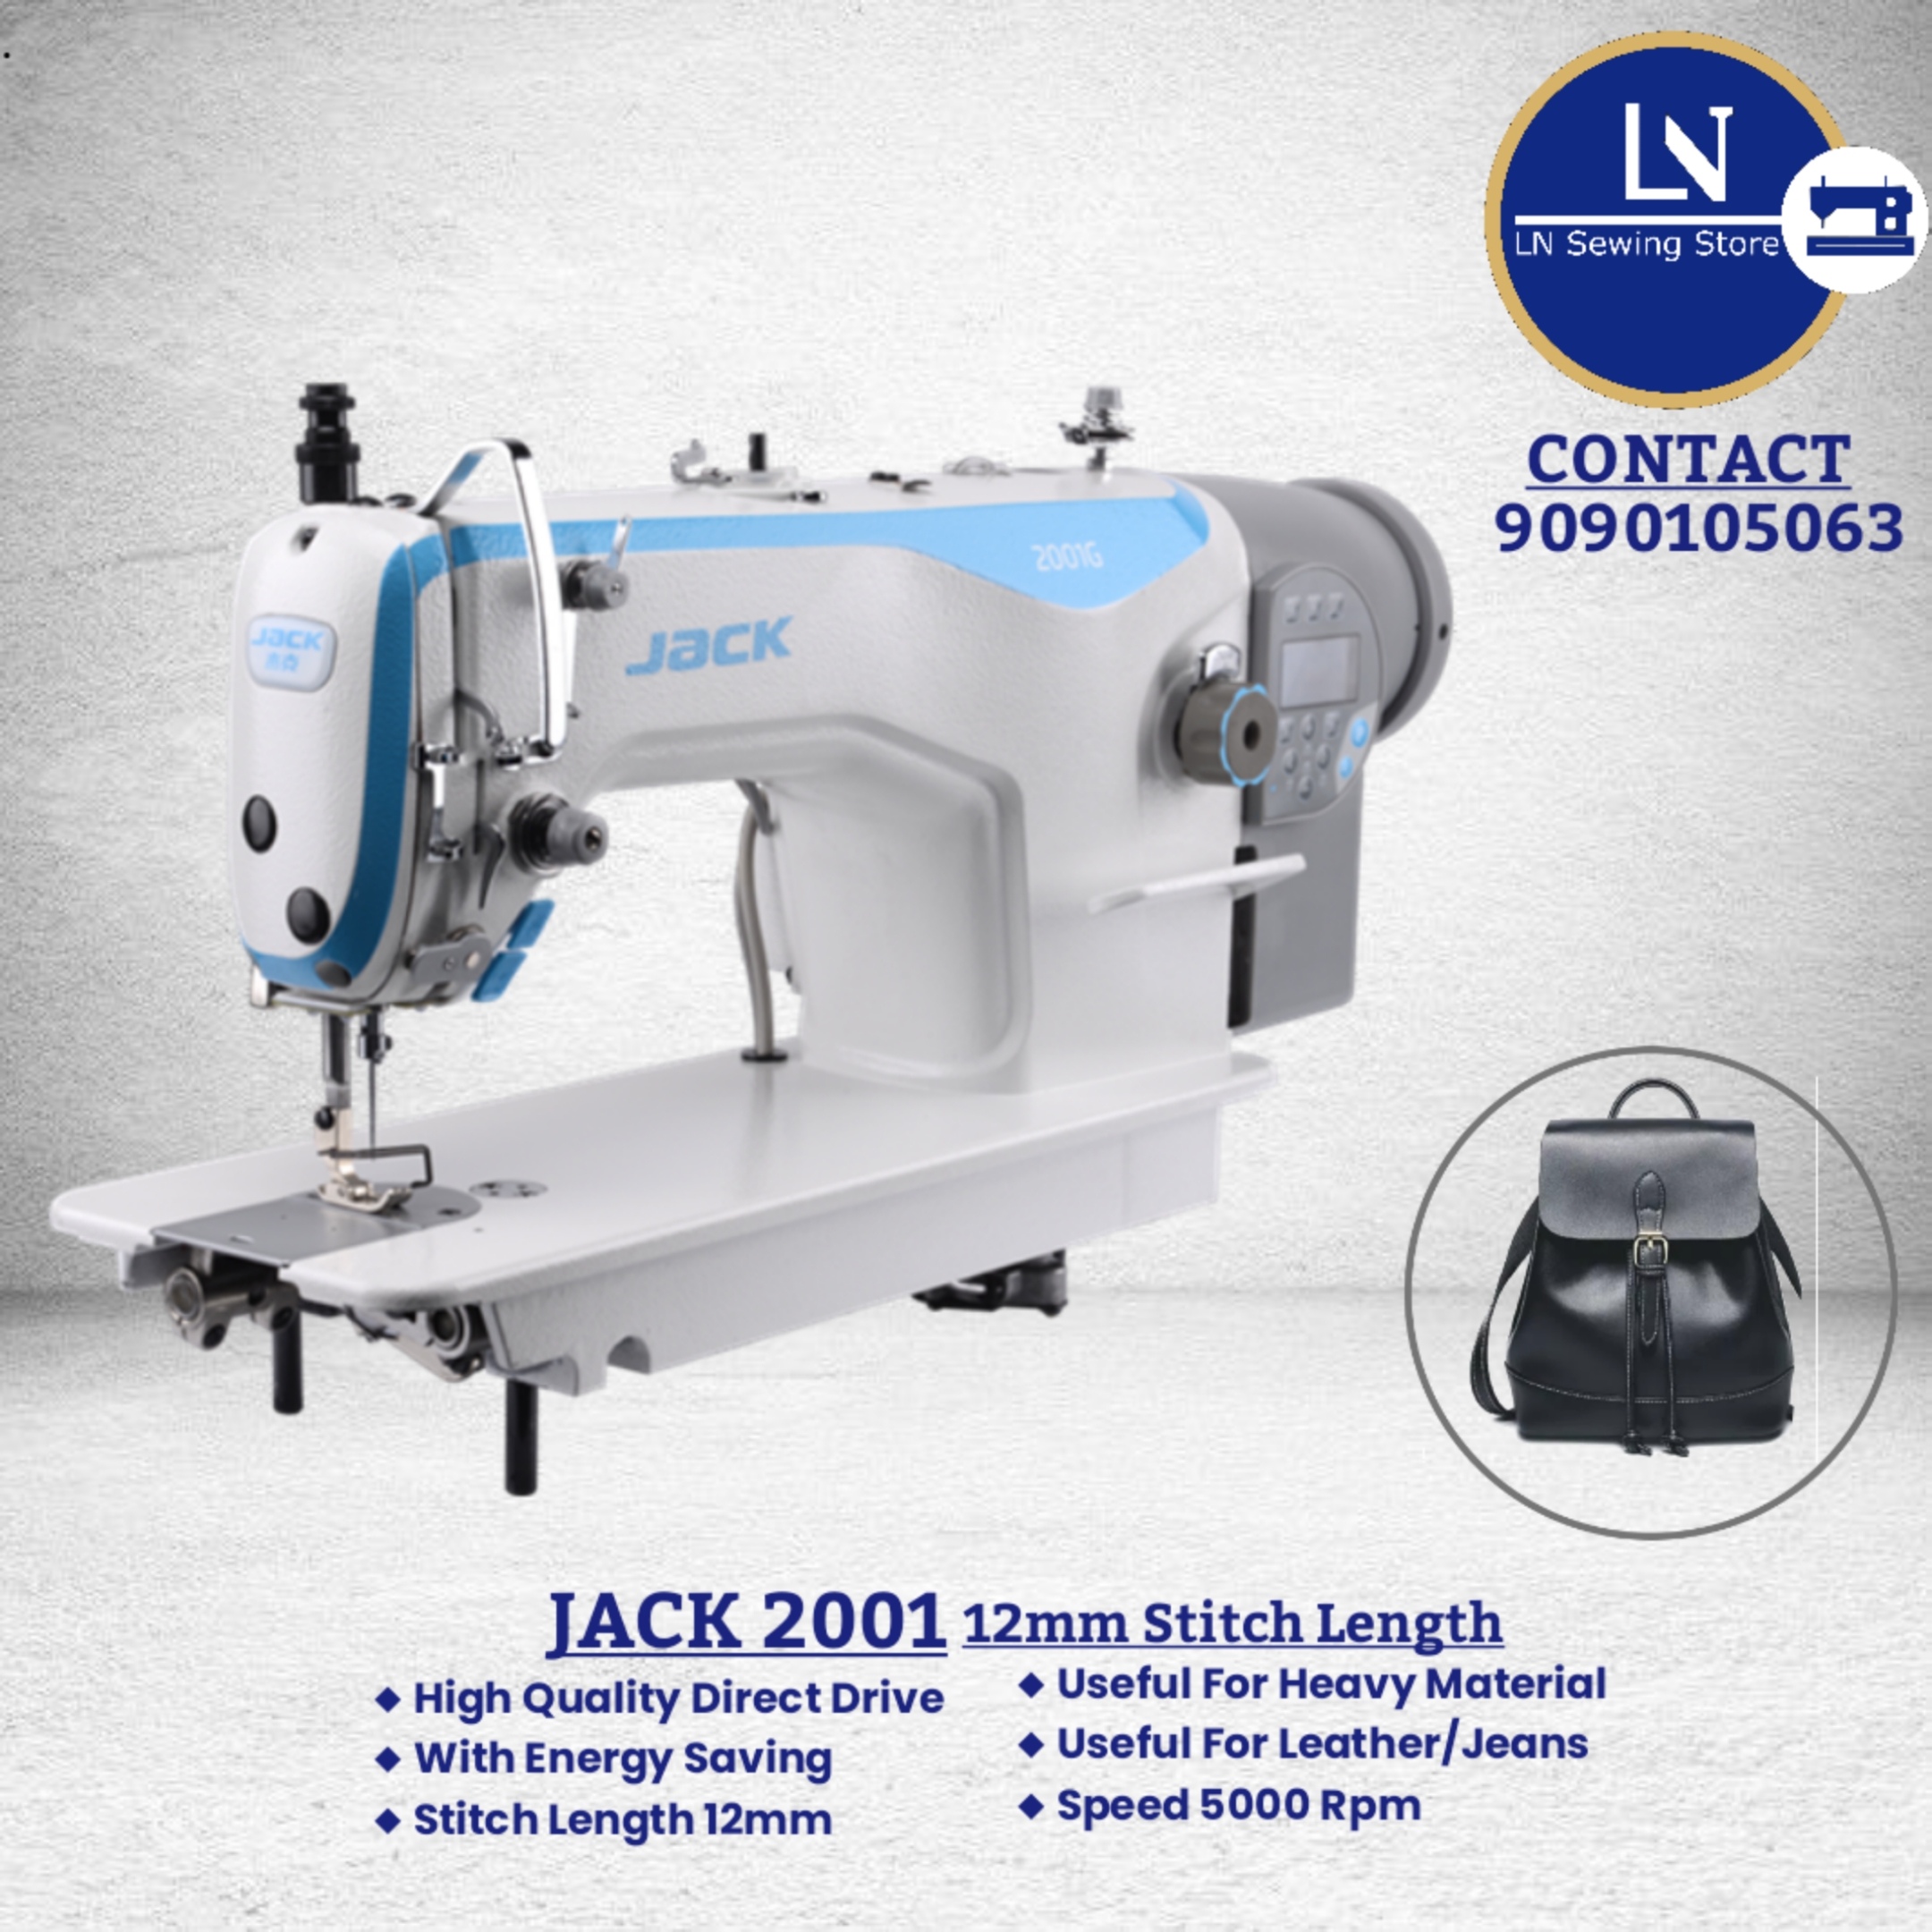 LN
LN Sewing Store
CONTACT
9090105063
2001G
JACK
JACK
JACK 2001 12mm Stitch Length
◆ High Quality Direct Drive
◆ With Energy Saving
◆ Stitch Length 12mm
◆ Useful For Heavy Material
◆ Useful For Leather/Jeans
◆ Speed 5000 Rpm